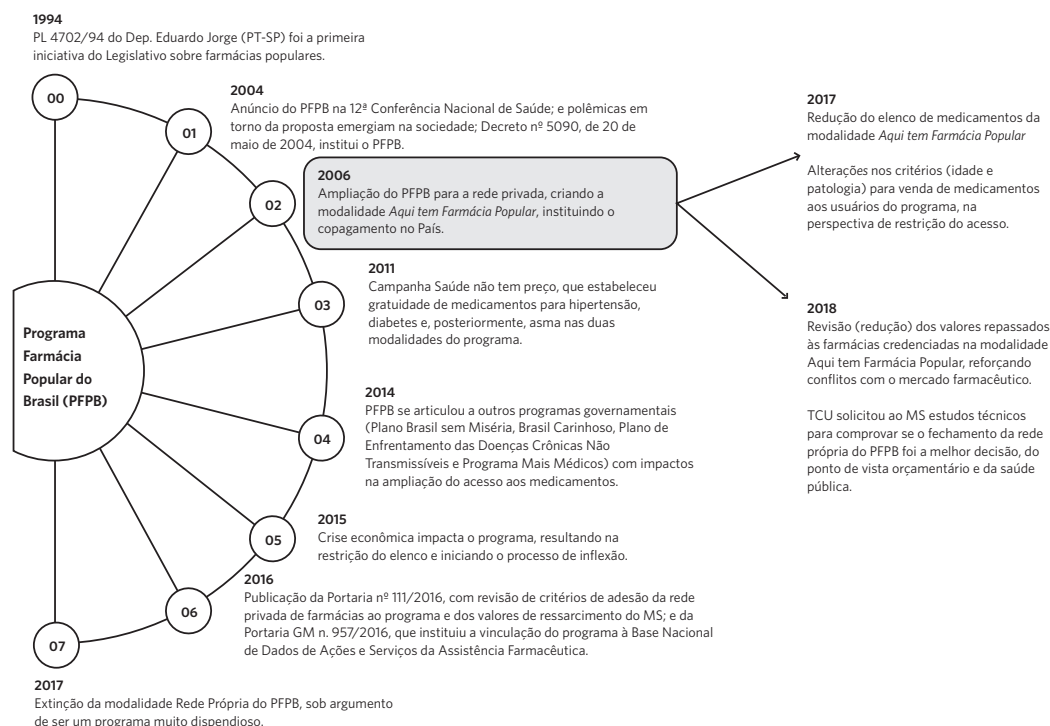 1994
PL 4702/94 do Dep. Eduardo Jorge (PT-SP) foi a primeira
iniciativa do Legislativo sobre farmácias populares.
00
2004
Anúncio do PFPB na 12ª Conferência Nacional de Saúde; e polêmicas em
torno da proposta emergiam na sociedade; Decreto nº 5090, de 20 de
maio de 2004, institui o PFPB.
01
2006
Ampliação do PFPB para a rede privada, criando a
modalidade Aqui tem Farmácia Popular, instituindo o
copagamento no País.
02
2011
Campanha Saúde não tem preço, que estabeleceu
gratuidade de medicamentos para hipertensão,
diabetes e, posteriormente, asma nas duas
modalidades do programa.
03
Programa
Farmácia
Popular do
Brasil (PFPB)
2014
PFPB se articulou a outros programas governamentais
(Plano Brasil sem Miséria, Brasil Carinhoso, Plano de
Enfrentamento das Doenças Crônicas Não
Transmissíveis e Programa Mais Médicos) com impactos
na ampliação do acesso aos medicamentos.
04
2015
Crise econômica impacta o programa, resultando na
restrição do elenco e iniciando o processo de inflexão.
05
2016
Publicação da Portaria nº 111/2016, com revisão de critérios de adesão da rede
privada de farmácias ao programa e dos valores de ressarcimento do MS; e da
Portaria GM n. 957/2016, que instituiu a vinculação do programa à Base Nacional
de Dados de Ações e Serviços da Assistência Farmacêutica.
06
07
2017
Extinção da modalidade Rede Própria do PFPB, sob argumento
de ser um programa muito dispendioso.
2017
Redução do elenco de medicamentos da
modalidade Aqui tem Farmácia Popular
Alterações nos critérios (idade e
patologia) para venda de medicamentos
aos usuários do programa, na
perspectiva de restrição do acesso.
2018
Revisão (redução) dos valores repassados
às farmácias credenciadas na modalidade
Aqui tem Farmácia Popular, reforçando
conflitos com o mercado farmacêutico.
TCU solicitou ao MS estudos técnicos
para comprovar se o fechamento da rede
própria do PFPB foi a melhor decisão, do
ponto de vista orçamentário e da saúde
pública.